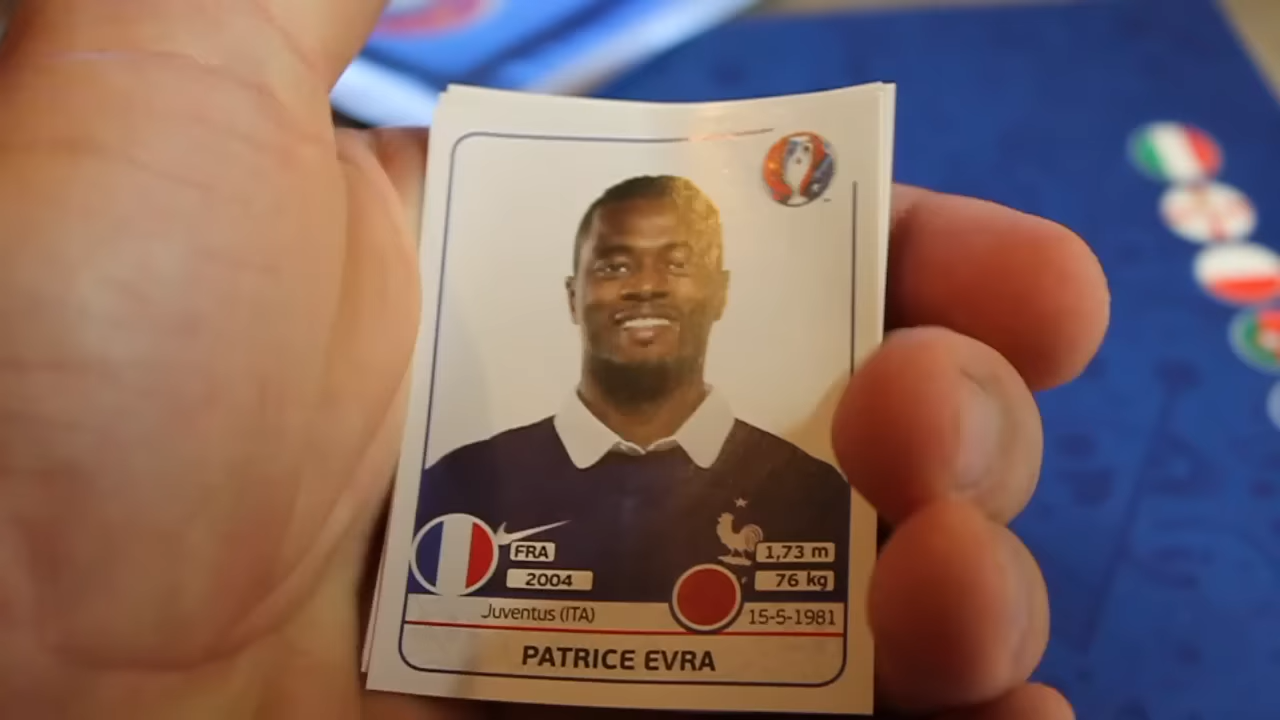 FRA
1,73 m
2004
76 kg
Juventus (ITA)
15-5-1981
PATRICE EVRA